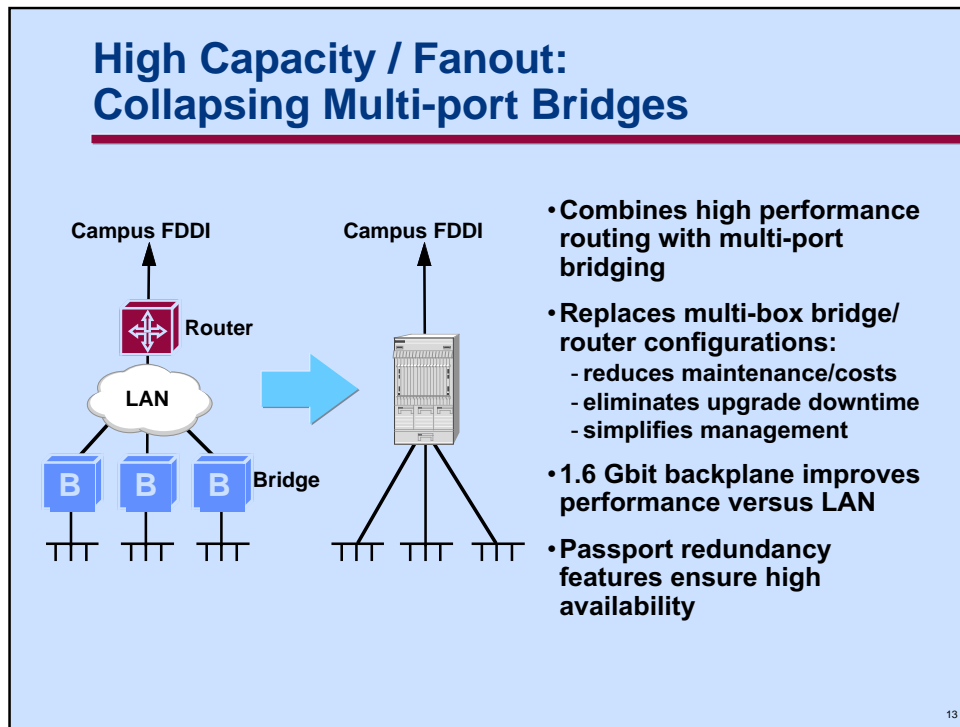 High Capacity / Fanout:
Collapsing Multi-port Bridges
Campus FDDI
Router
LAN
B
B
B
Bridge
Campus FDDI
•Combines high performance
routing with multi-port
bridging
•Replaces multi-box bridge/
router configurations:
- reduces maintenance/costs
- eliminates upgrade downtime
- simplifies management
•1.6 Gbit backplane improves
performance versus LAN
•Passport redundancy
features ensure high
availability
13